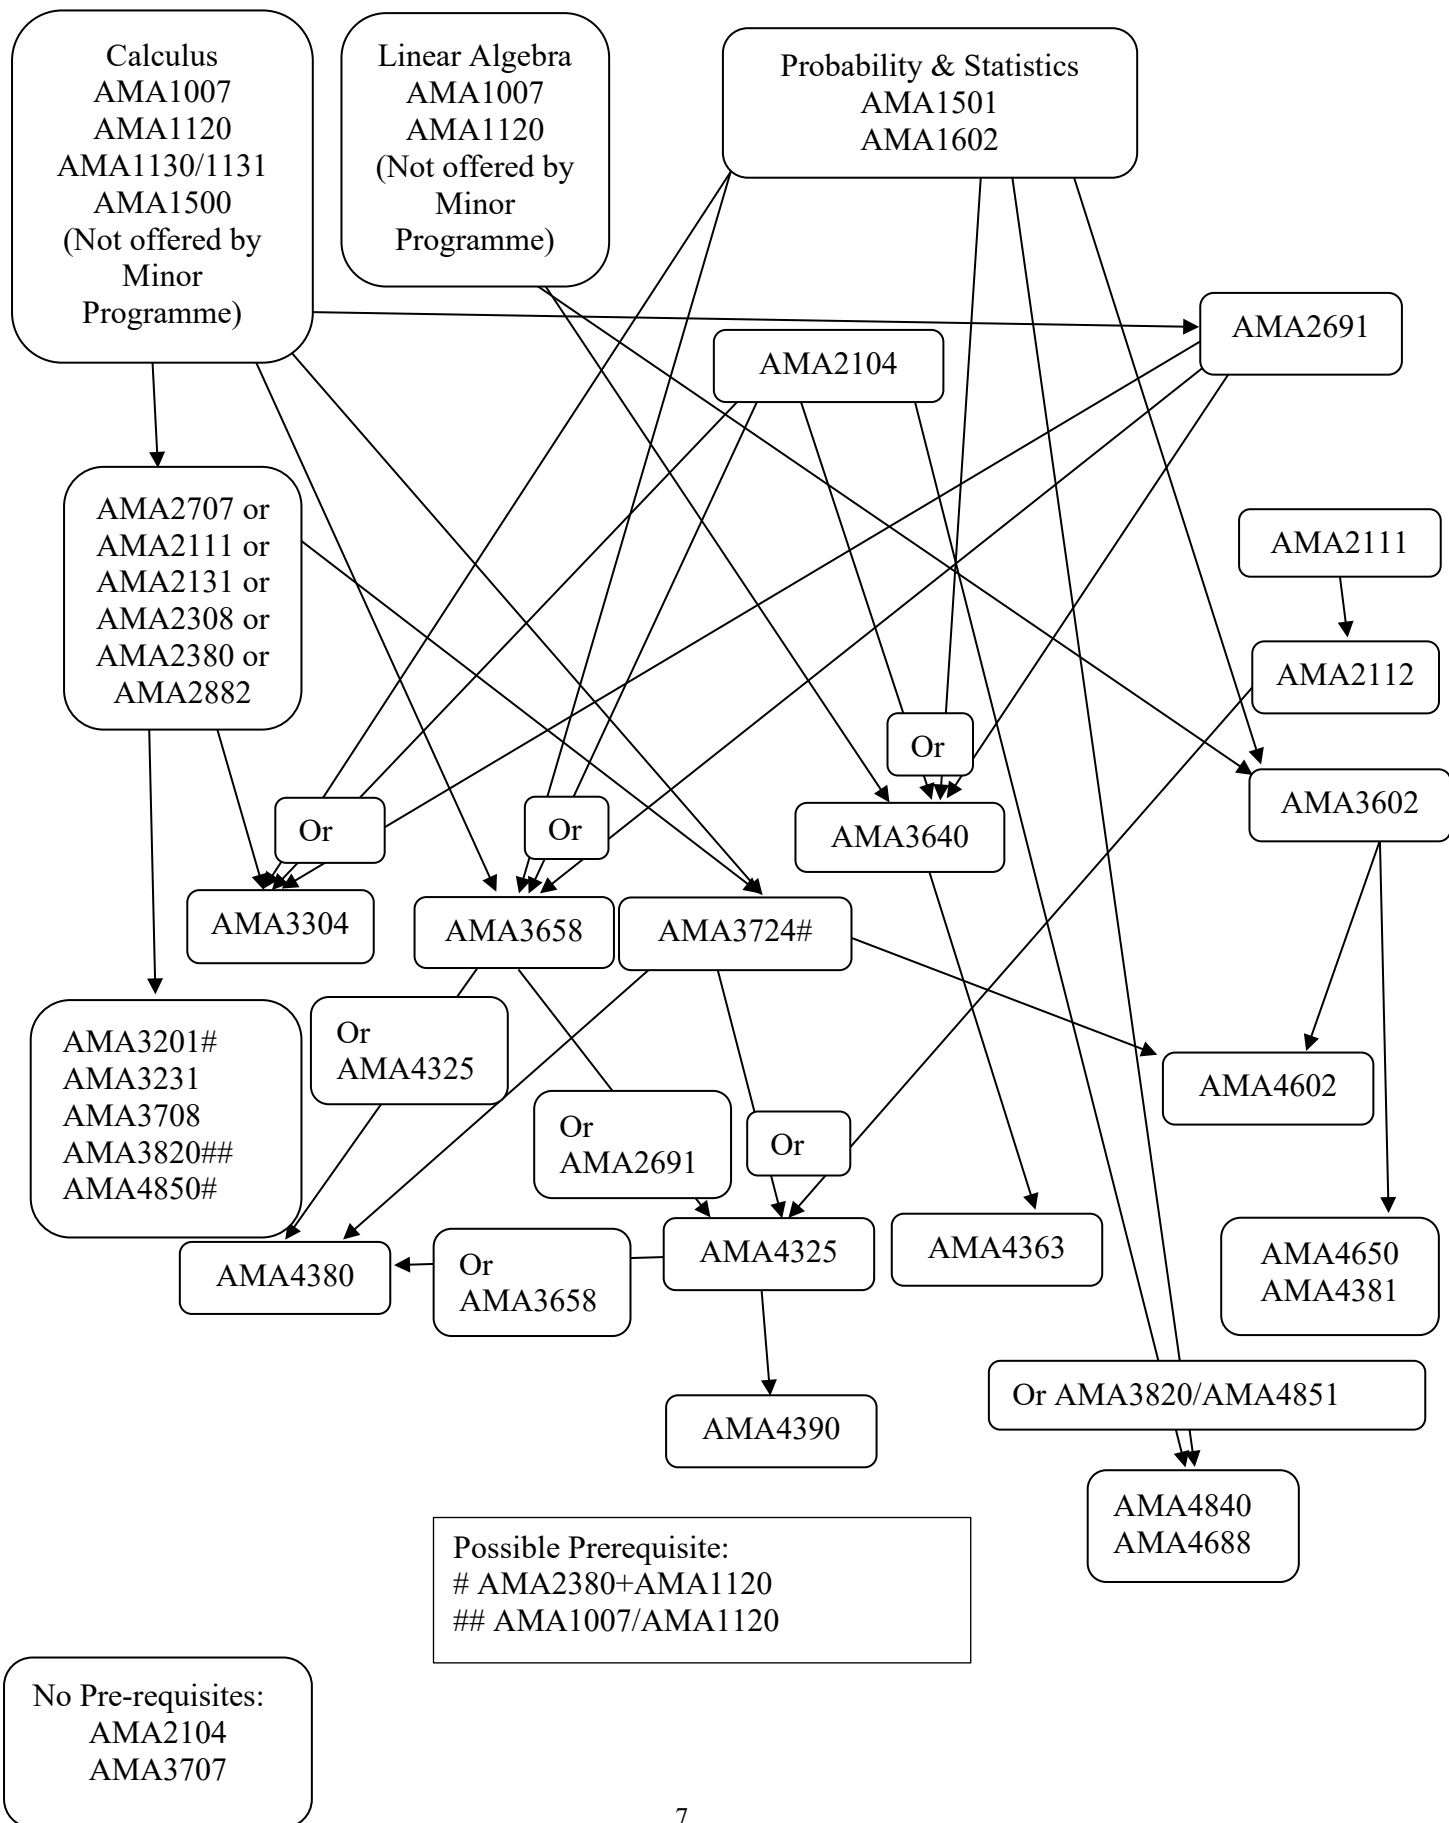 Calculus
AMA1007
AMA1120
AMA1130/1131
AMA1500
(Not offered by
Minor
Programme)
Linear Algebra
AMA1007
AMA1120
(Not offered by
Minor
Programme)
Probability & Statistics
AMA1501
AMA1602
AMA2691
AMA2104
AMA2707 or
AMA2111 or
AMA2131 or
AMA2308 or
AMA2380 or
AMA2882
AMA2111
AMA2112
Or
Or
Or
AMA3640
AMA3602
AMA3304
AMA3658
AMA3724#
AMA3201#
AMA3231
AMA3708
AMA3820##
AMA4850#
Or
AMA4325
Or
AMA2691
Or
AMA4602
AMA4380
Or
AMA3658
AMA4325
AMA4363
AMA4650
AMA4381
AMA4390
Or AMA3820/AMA4851
AMA4840
AMA4688
Possible Prerequisite:
# AMA2380+AMA1120
## AMA1007/AMA1120
No Pre-requisites:
AMA2104
AMA3707
7